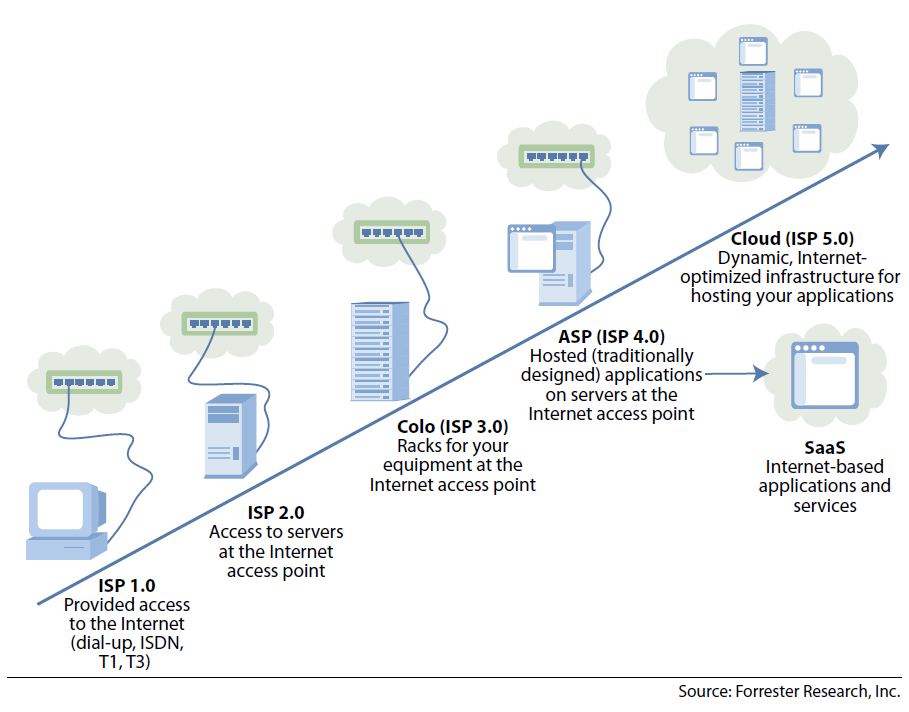 Cloud (ISP 5.0)
Dynamic, Internet-
optimized infrastructure for
hosting your applications
ASP (ISP 4.0)
Hosted (traditionally
designed) applications
on servers at the
Internet access point
SaaS
Internet-based
applications and
services
Colo (ISP 3.0)
Racks for your
equipment at the
Internet access point
ISP 2.0
Access to servers
at the Internet
access point
ISP 1.0
Provided access
to the Internet
(dial-up, ISDN,
T1, T3)
Source: Forrester Research, Inc.